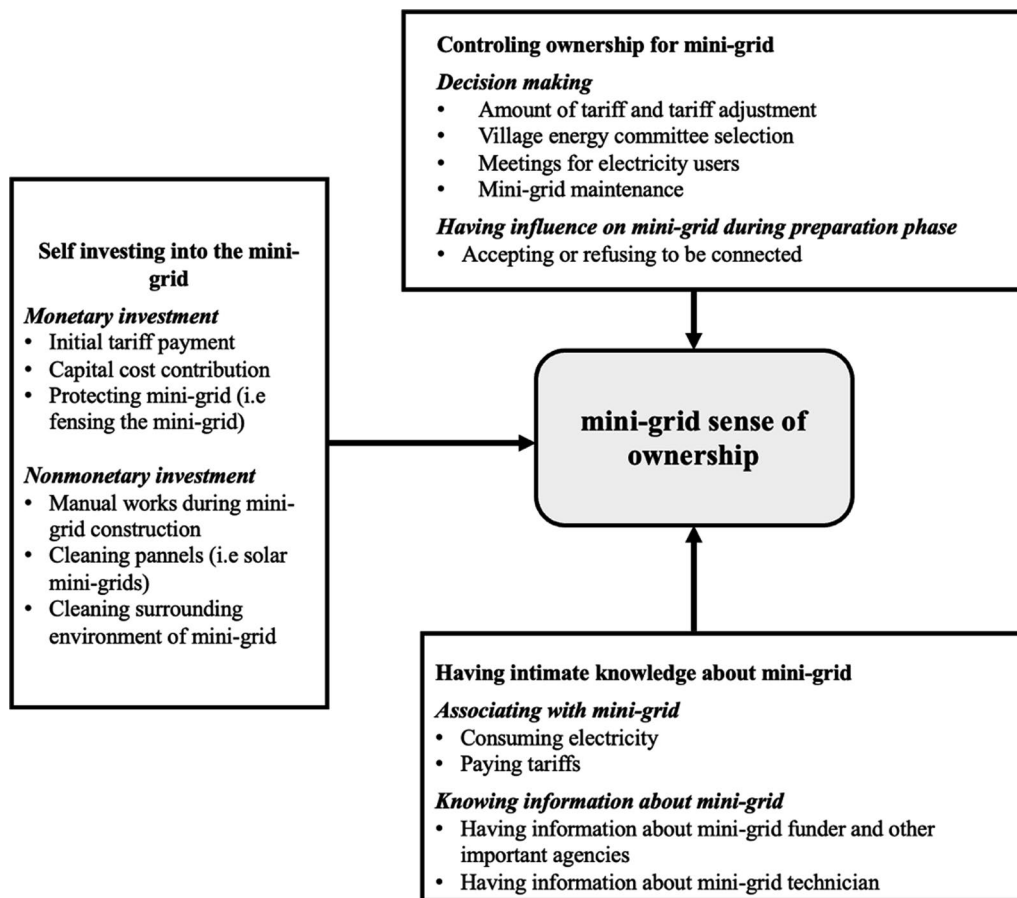 Controling ownership for mini-grid
Decision making
• Amount of tariff and tariff adjustment
• Village energy committee selection
• Meetings for electricity users
• Mini-grid maintenance
Having influence on mini-grid during preparation phase
• Accepting or refusing to be connected
Self investing into the mini-
grid
Monetary investment
• Initial tariff payment
• Capital cost contribution
• Protecting mini-grid (i.e
fensing the mini-grid)
Nonmonetary investment
• Manual works during mini-
grid construction
• Cleaning pannels (i.e solar
mini-grids)
• Cleaning surrounding
environment of mini-grid
mini-grid sense of
ownership
Having intimate knowledge about mini-grid
Associating with mini-grid
• Consuming electricity
• Paying tariffs
Knowing information about mini-grid
• Having information about mini-grid funder and other
important agencies
• Having information about mini-grid technician